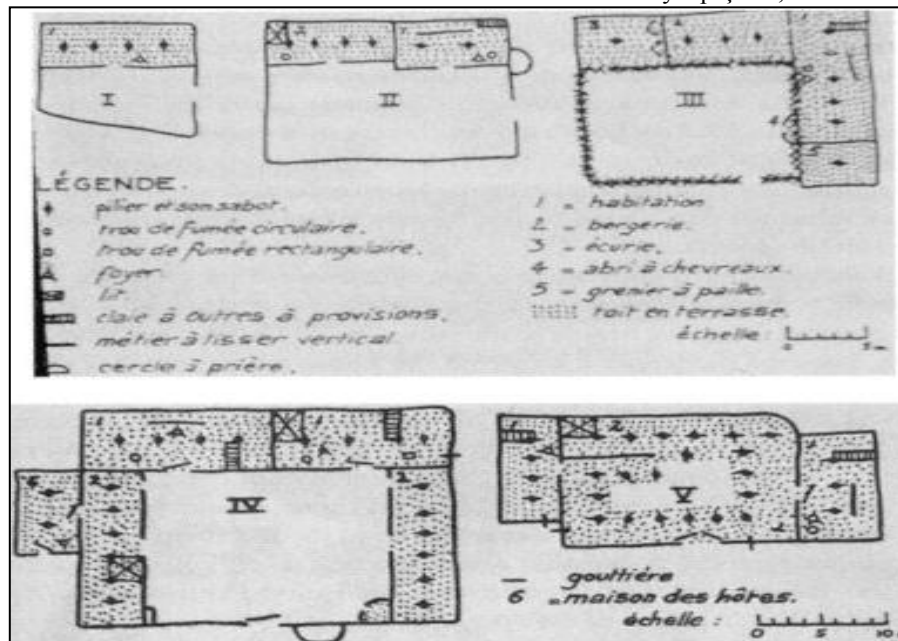 I
II
III
LÉGENDE.
pilier et son sabot.
trou de fumée circulaire.
trou de fumée rectangulaire.
foyer
lit.
claie à outres à provisions.
métier à tisser vertical.
cercle à prière.
1 = habitation
2 = bergerie.
3 = écurie.
4 = abri à chevreaux.
5 = grenier à paille.
toit en terrasse.
échelle :
0 5 m
IV
V
gouttière
6 = maison des hôtes.
échelle :
0 5 10